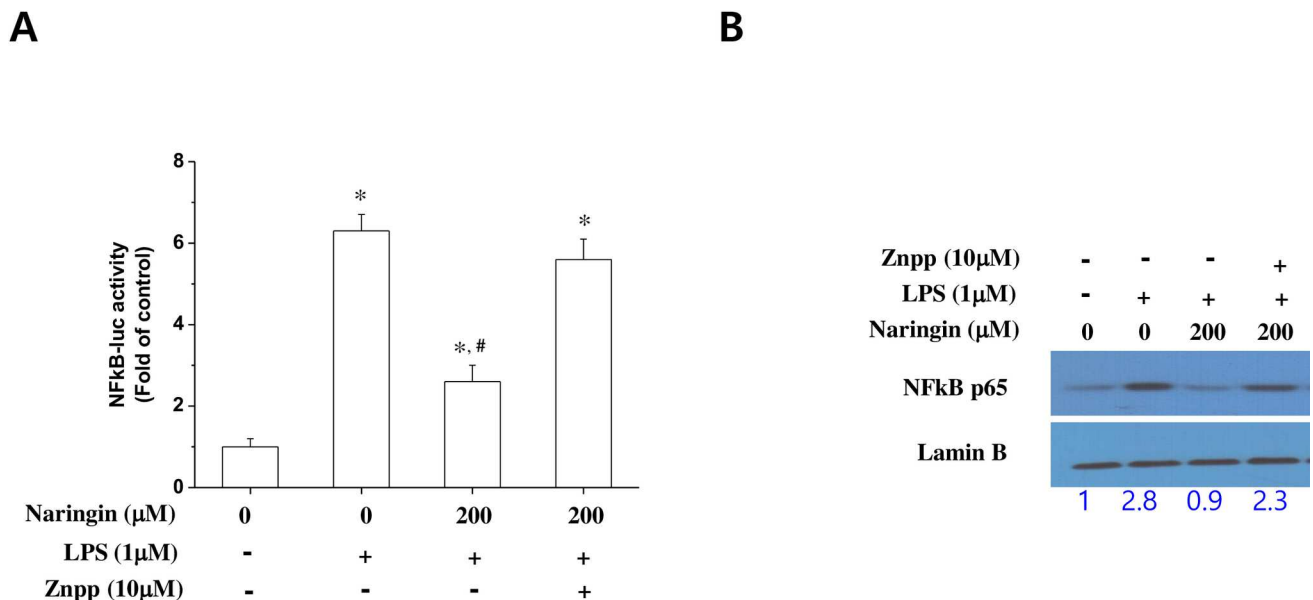 A
B
8
6
4
2
0
NFkB-luc activity
(Fold of control)
*
*, #
*
Naringin (μM) 0 0 200 200
LPS (1μM) - + + +
Znpp (10μM) - - - +
Znpp (10μM) - - - +
LPS (1μM) - + + +
Naringin (μM) 0 0 200 200
NFkB p65
Lamin B
1 2.8 0.9 2.3